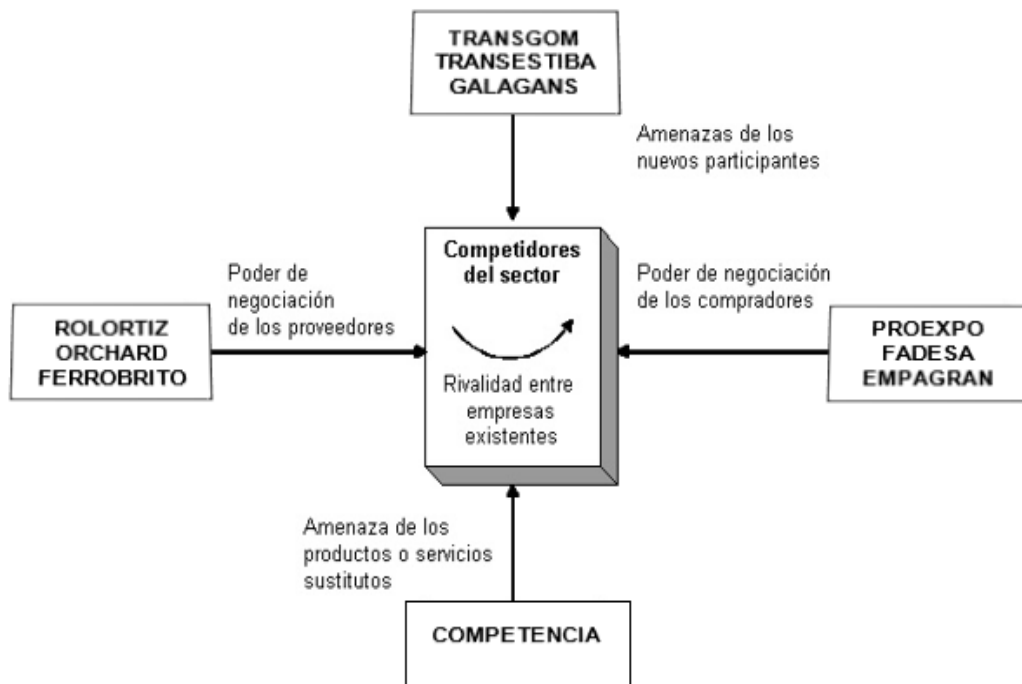 TRANSGOM
TRANSESTIBA
GALAGANS
Amenazas de los
nuevos participantes
Competidores
del sector
Poder de
negociación
de los proveedores
Poder de negociación
de los compradores
ROLORTIZ
ORCHARD
FERROBRITO
PROEXPO
FADESA
EMPAGRAN
Rivalidad entre
empresas
existentes
Amenaza de los
productos o servicios
sustitutos
COMPETENCIA